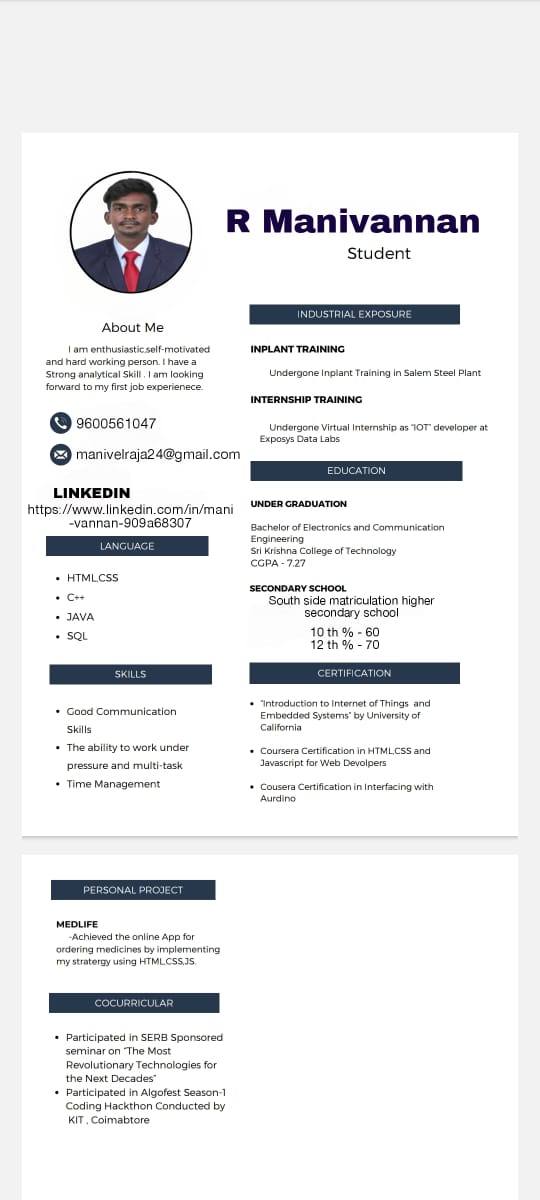 R Manivannan
Student
About Me
I am enthusiastic,self-motivated
and hard working person. I have a
Strong analytical Skill . I am looking
forward to my first job experienece.
9600561047
manivelraja24@gmail.com
LINKEDIN
https://www.linkedin.com/in/mani
-vannan-909a68307
LANGUAGE
• HTML,CSS
• C++
• JAVA
• SQL
SKILLS
• Good Communication
Skills
• The ability to work under
pressure and multi-task
• Time Management
INDUSTRIAL EXPOSURE
INPLANT TRAINING
Undergone Inplant Training in Salem Steel Plant
INTERNSHIP TRAINING
Undergone Virtual Internship as "IOT" developer at
Exposys Data Labs
EDUCATION
UNDER GRADUATION
Bachelor of Electronics and Communication
Engineering
Sri Krishna College of Technology
CGPA - 7.27
SECONDARY SCHOOL
South side matriculation higher
secondary school
10 th % - 60
12 th % - 70
CERTIFICATION
• "Introduction to Internet of Things and
Embedded Systems" by University of
California
• Coursera Certification in HTML,CSS and
Javascript for Web Devolpers
• Cousera Certification in Interfacing with
Aurdino
PERSONAL PROJECT
MEDLIFE
-Achieved the online App for
ordering medicines by implementing
my stratergy using HTML,CSS,JS.
COCURRICULAR
• Participated in SERB Sponsored
seminar on "The Most
Revolutionary Technologies for
the Next Decades"
• Participated in Algofest Season-1
Coding Hackthon Conducted by
KIT , Coimabtore